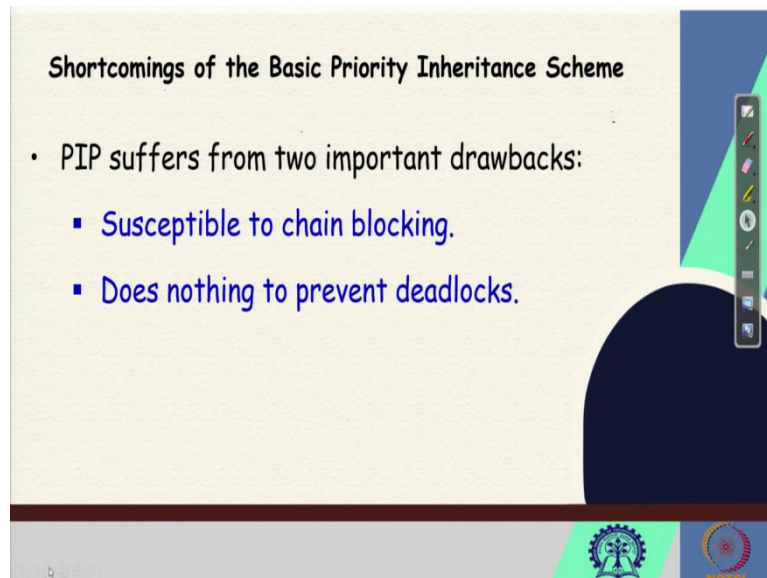 Shortcomings of the Basic Priority Inheritance Scheme
• PIP suffers from two important drawbacks:
▪ Susceptible to chain blocking.
▪ Does nothing to prevent deadlocks.